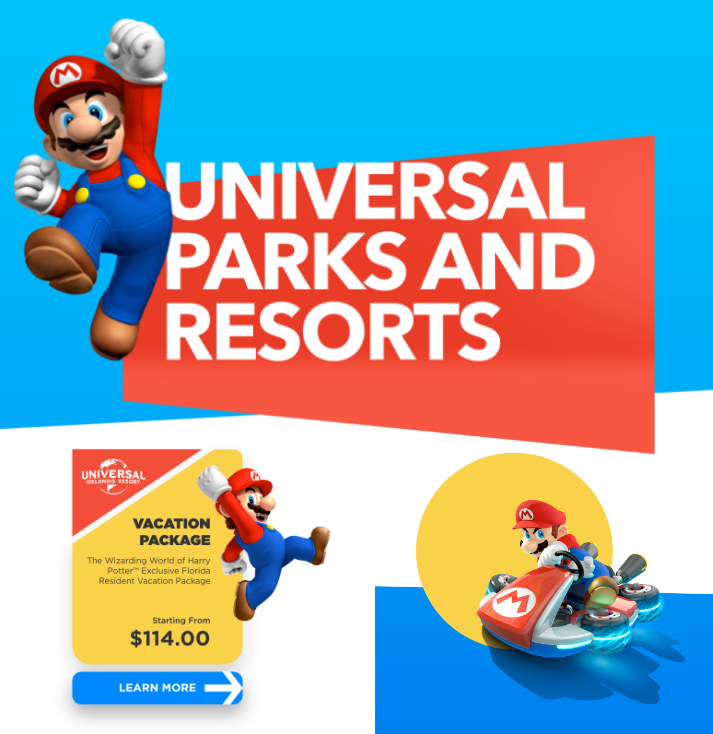 M
UNIVERSAL
PARKS AND
RESORTS
UNIVERSAL
ORLANDO RESORT
VACATION
PACKAGE
The Wizarding World of Harry
Potter™ Exclusive Florida
Resident Vacation Package
Starting From
$114.00
LEARN MORE
M
M
M